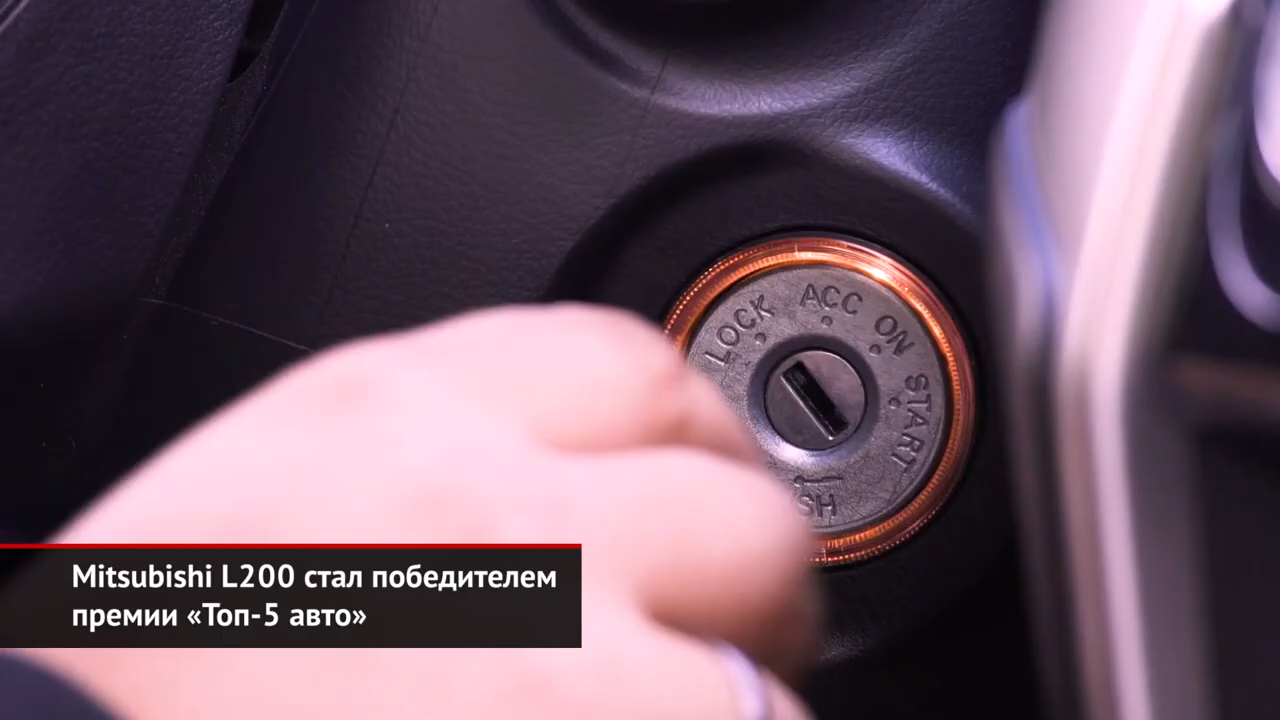 LOCK ACC ON START
Mitsubishi L200 стал победителем
премии «Топ-5 авто»